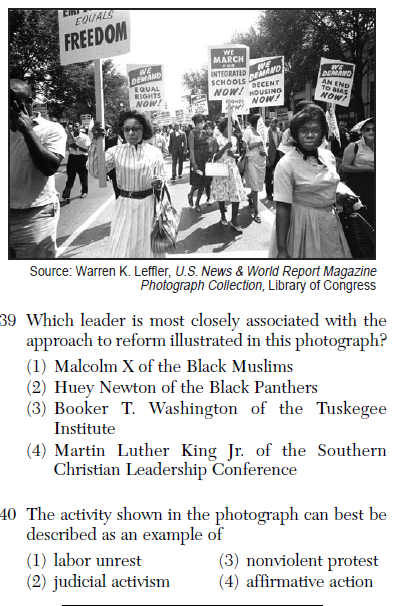 EQUALS
FREEDOM
WE
DEMAND
EQUAL
RIGHTS
NOW!
WE
MARCH
FOR
INTEGRATED
SCHOOLS
NOW!
RIGHTS
NOW!
WE
DEMAND
DECENT
HOUSING
NOW!
WE
DEMAND
AN END
TO BIAS
NOW!
Source: Warren K. Leffler, U.S. News & World Report Magazine
Photograph Collection, Library of Congress
39 Which leader is most closely associated with the
approach to reform illustrated in this photograph?
(1) Malcolm X of the Black Muslims
(2) Huey Newton of the Black Panthers
(3) Booker T. Washington of the Tuskegee
Institute
(4) Martin Luther King Jr. of the Southern
Christian Leadership Conference
40 The activity shown in the photograph can best be
described as an example of
(1) labor unrest (3) nonviolent protest
(2) judicial activism (4) affirmative action